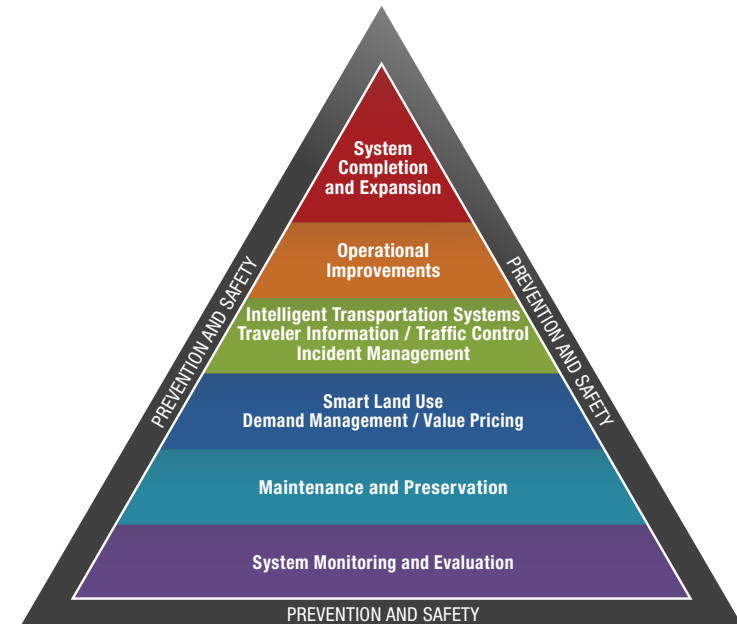 System
Completion
and Expansion
Operational
Improvements
PREVENTION AND SAFETY
PREVENTION AND SAFETY
Intelligent Transportation Systems
Traveler Information / Traffic Control
Incident Management
Smart Land Use
Demand Management / Value Pricing
Maintenance and Preservation
System Monitoring and Evaluation
PREVENTION AND SAFETY